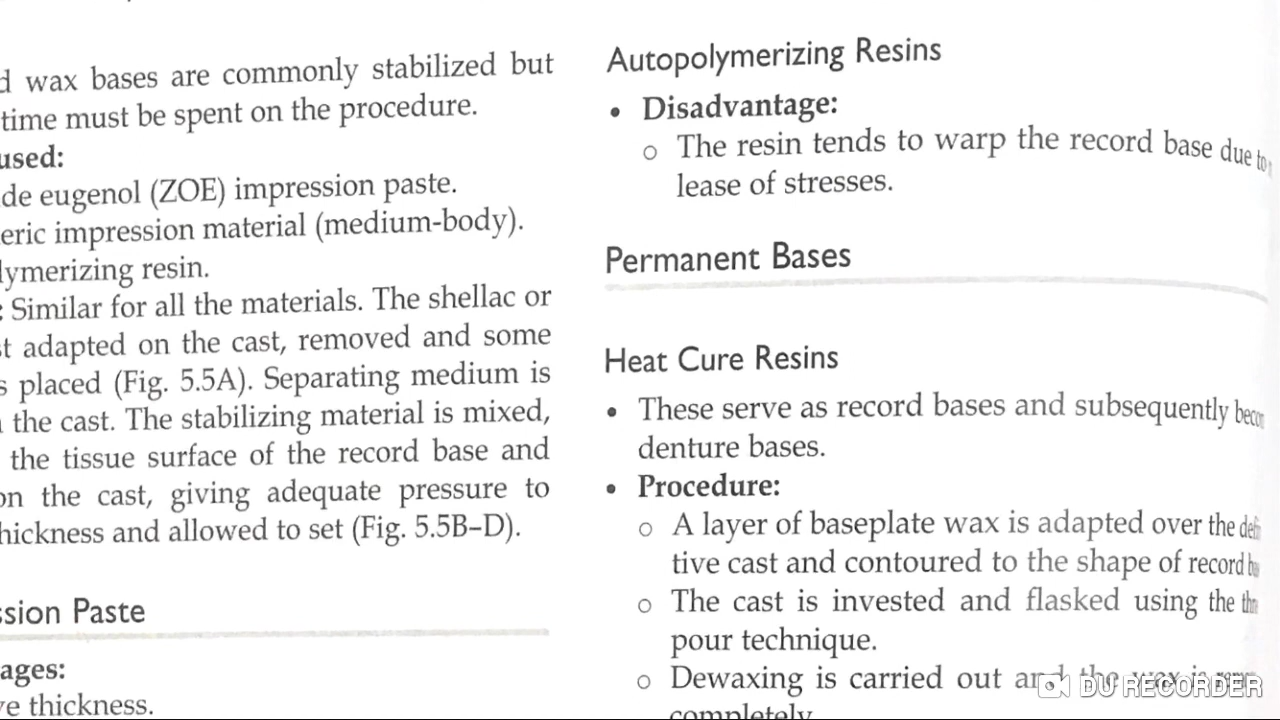 d wax bases are commonly stabilized but
time must be spent on the procedure.
used:
de eugenol (ZOE) impression paste.
eric impression material (medium-body).
lymerizing resin.
: Similar for all the materials. The shellac or
t adapted on the cast, removed and some
s placed (Fig. 5.5A). Separating medium is
the cast. The stabilizing material is mixed,
the tissue surface of the record base and
on the cast, giving adequate pressure to
hickness and allowed to set (Fig. 5.5B–D).
ssion Paste
ages:
ve thickness.
Autopolymerizing Resins
• Disadvantage:
o The resin tends to warp the record base due to
lease of stresses.
Permanent Bases
Heat Cure Resins
• These serve as record bases and subsequently
denture bases.
• Procedure:
o A layer of baseplate wax is adapted over the defi
tive cast and contoured to the shape of record
o The cast is invested and flasked using the
pour technique.
o Dewaxing is carried out and the wax is
completely
DU RECORDER